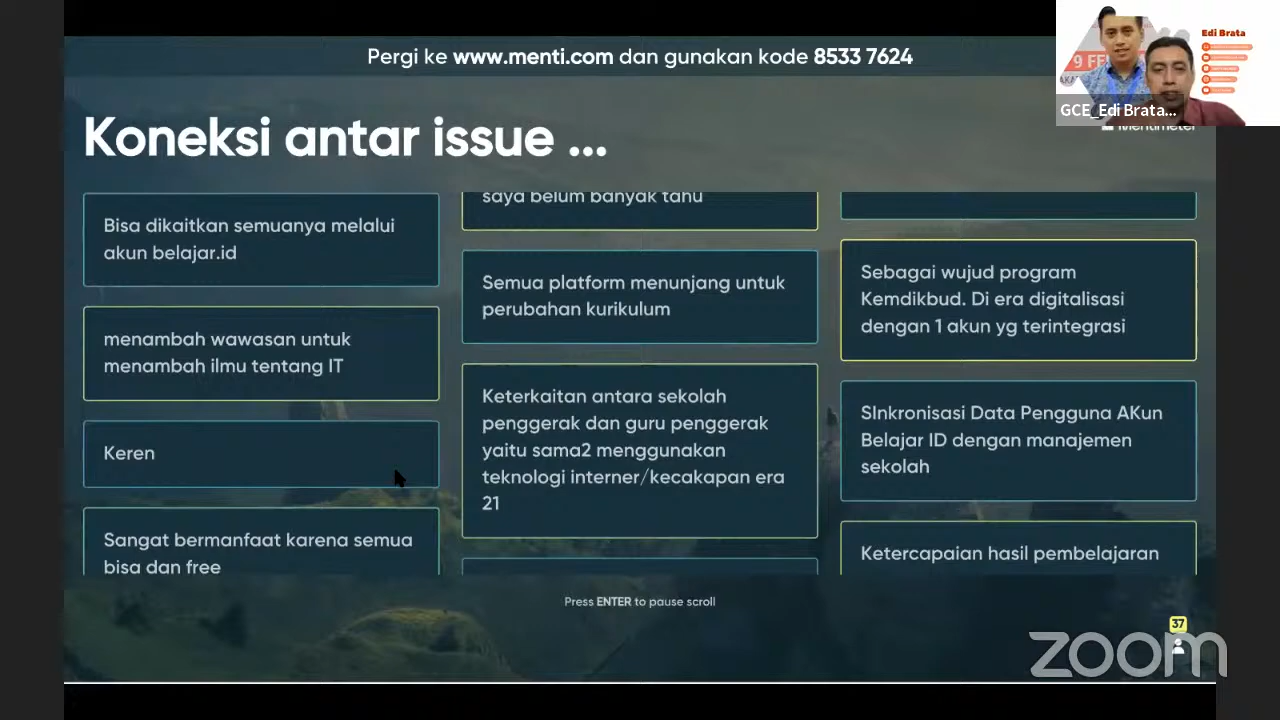 Pergi ke www.menti.com dan gunakan kode 8533 7624
Edi Brata
9 FE
GCE_Edi Brata...
Mentimeter
Koneksi antar issue ...
Bisa dikaitkan semuanya melalui
akun belajar.id
menambah wawasan untuk
menambah ilmu tentang IT
Keren
Sangat bermanfaat karena semua
bisa dan free
saya belum banyak tahu
Semua platform menunjang untuk
perubahan kurikulum
Keterkaitan antara sekolah
penggerak dan guru penggerak
yaitu sama2 menggunakan
teknologi interner/kecakapan era
21
Sebagai wujud program
Kemdikbud. Di era digitalisasi
dengan 1 akun yg terintegrasi
SInkronisasi Data Pengguna AKun
Belajar ID dengan manajemen
sekolah
Ketercapaian hasil pembelajaran
Press ENTER to pause scroll
37
zoom